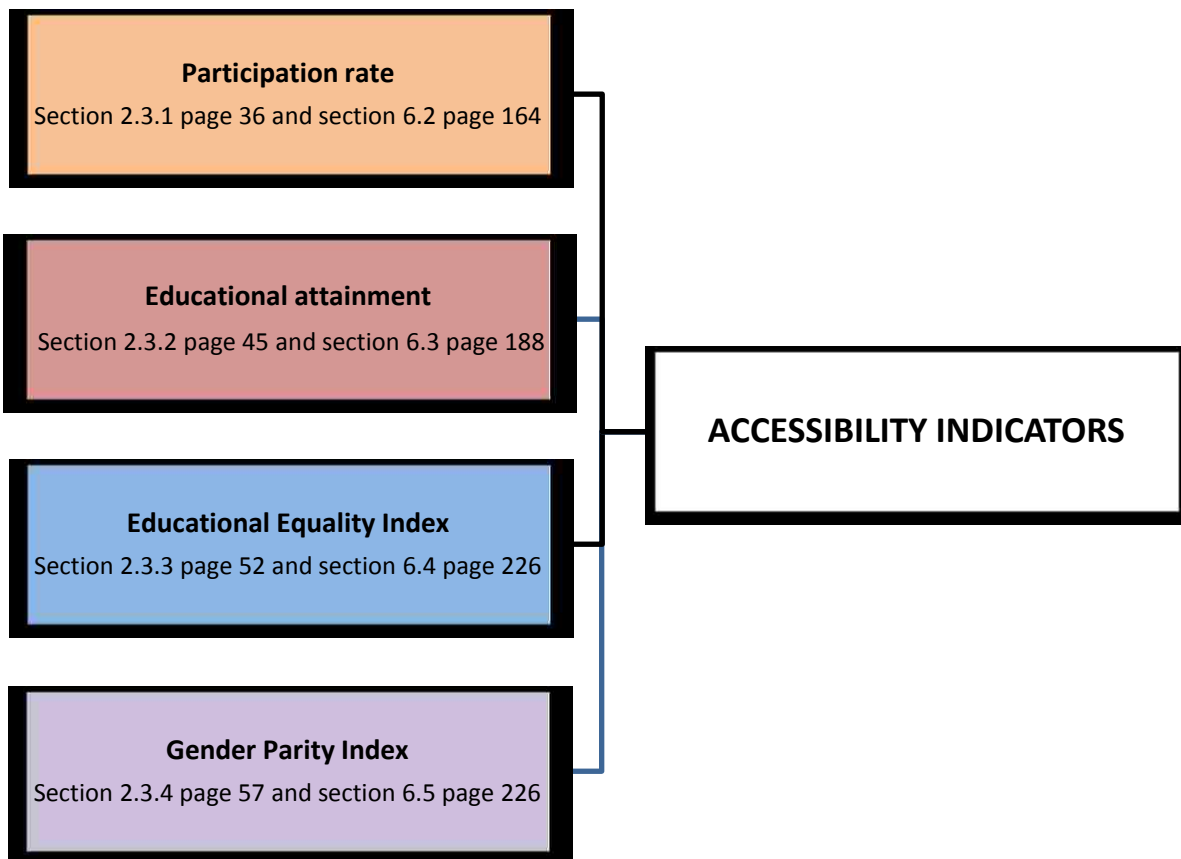 Participation rate
Section 2.3.1 page 36 and section 6.2 page 164
Educational attainment
Section 2.3.2 page 45 and section 6.3 page 188
ACCESSIBILITY INDICATORS
Educational Equality Index
Section 2.3.3 page 52 and section 6.4 page 226
Gender Parity Index
Section 2.3.4 page 57 and section 6.5 page 226